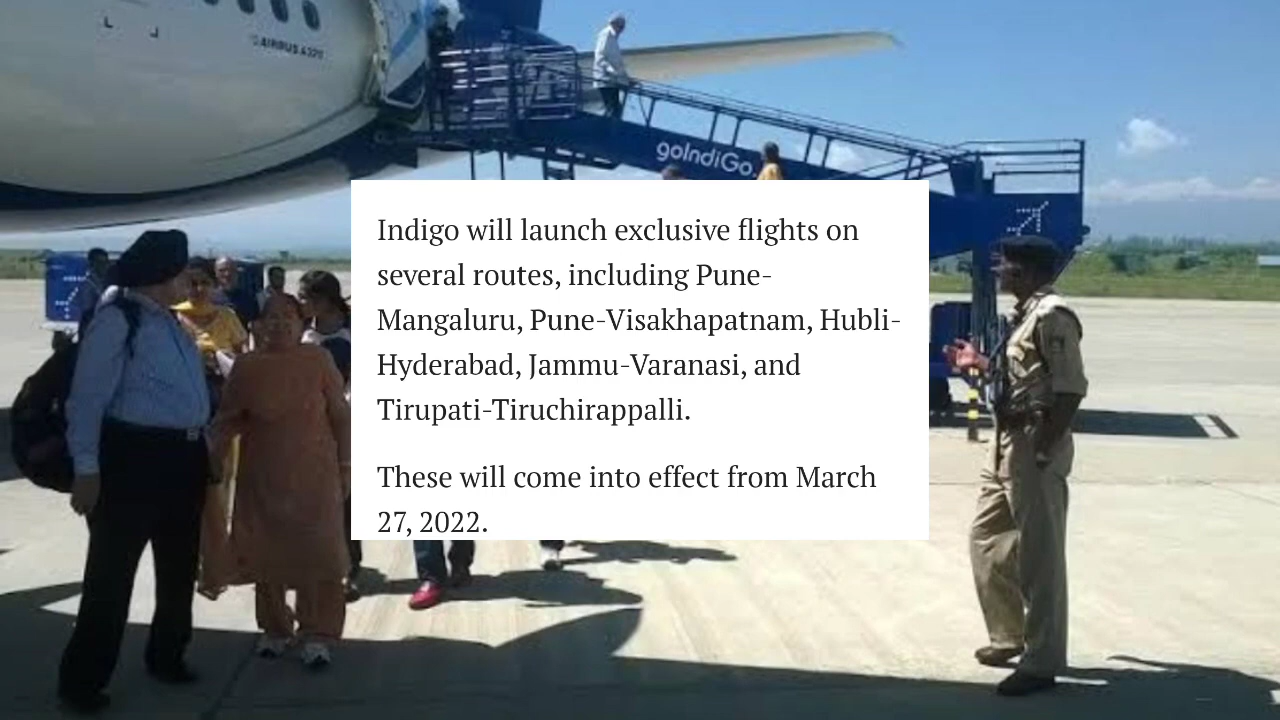 AIRBUS A320
goIndiGo.
Indigo will launch exclusive flights on
several routes, including Pune-
Mangaluru, Pune-Visakhapatnam, Hubli-
Hyderabad, Jammu-Varanasi, and
Tirupati-Tiruchirappalli.
These will come into effect from March
27, 2022.